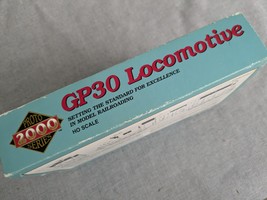 PROTO
2000
SERIES
GP30 Locomotive
SETTING THE STANDARD FOR EXCELLENCE
IN MODEL RAILROADING
HO SCALE